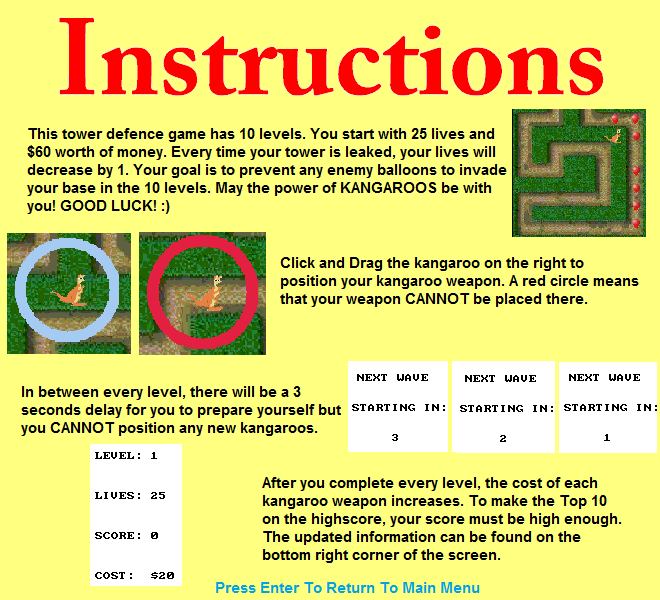 Instructions
This tower defence game has 10 levels. You start with 25 lives and
$60 worth of money. Every time your tower is leaked, your lives will
decrease by 1. Your goal is to prevent any enemy balloons to invade
your base in the 10 levels. May the power of KANGAROOS be with
you! GOOD LUCK! :)
Click and Drag the kangaroo on the right to
position your kangaroo weapon. A red circle means
that your weapon CANNOT be placed there.
In between every level, there will be a 3
seconds delay for you to prepare yourself but
you CANNOT position any new kangaroos.
NEXT WAVE
STARTING IN:
3
NEXT WAVE
STARTING IN:
2
NEXT WAVE
STARTING IN:
1
LEVEL: 1
LIVES: 25
SCORE: 0
COST: $20
After you complete every level, the cost of each
kangaroo weapon increases. To make the Top 10
on the highscore, your score must be high enough.
The updated information can be found on the
bottom right corner of the screen.
Press Enter To Return To Main Menu